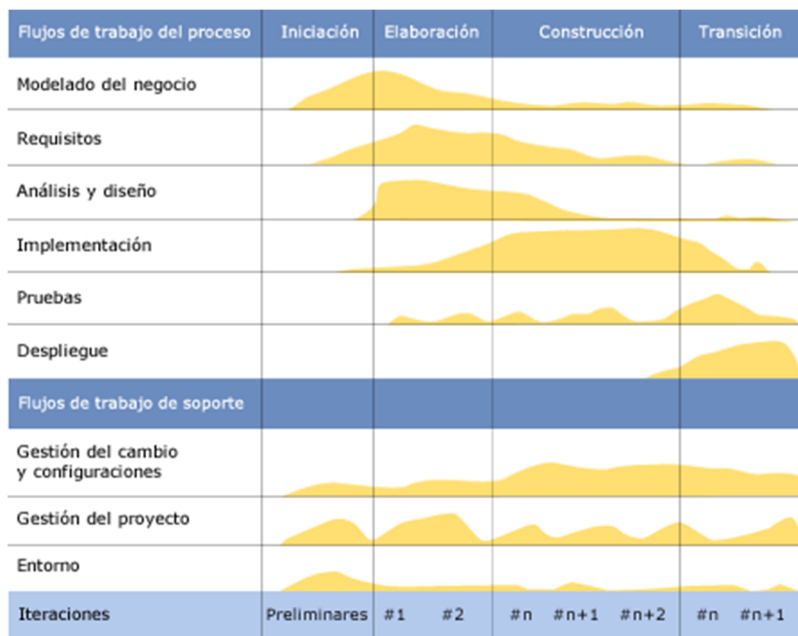 Flujos de trabajo del proceso Iniciación Elaboración Construcción Transición
Modelado del negocio
Requisitos
Análisis y diseño
Implementación
Pruebas
Despliegue
Flujos de trabajo de soporte
Gestión del cambio
y configuraciones
Gestión del proyecto
Entorno
Iteraciones Preliminares #1 #2 #n #n+1 #n+2 #n #n+1